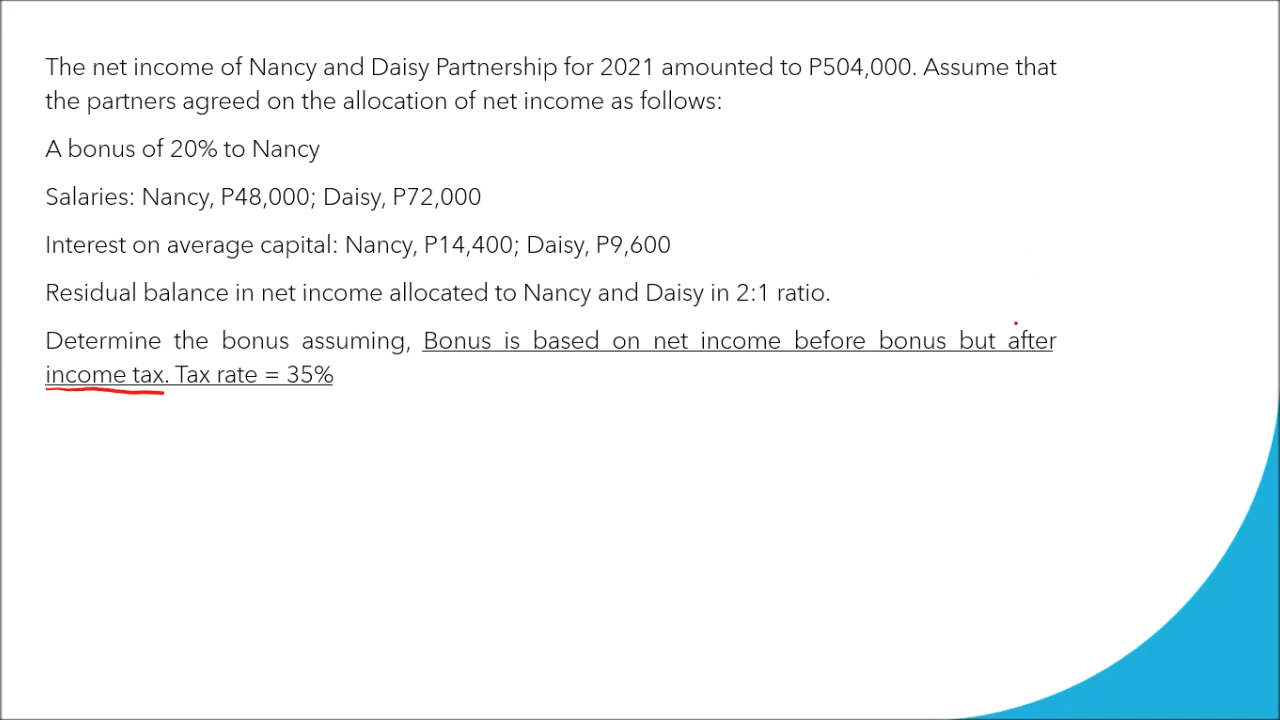 The net income of Nancy and Daisy Partnership for 2021 amounted to P504,000. Assume that
the partners agreed on the allocation of net income as follows:
A bonus of 20% to Nancy
Salaries: Nancy, P48,000; Daisy, P72,000
Interest on average capital: Nancy, P14,400; Daisy, P9,600
Residual balance in net income allocated to Nancy and Daisy in 2:1 ratio.
Determine the bonus assuming, Bonus is based on net income before bonus but after
income tax. Tax rate = 35%